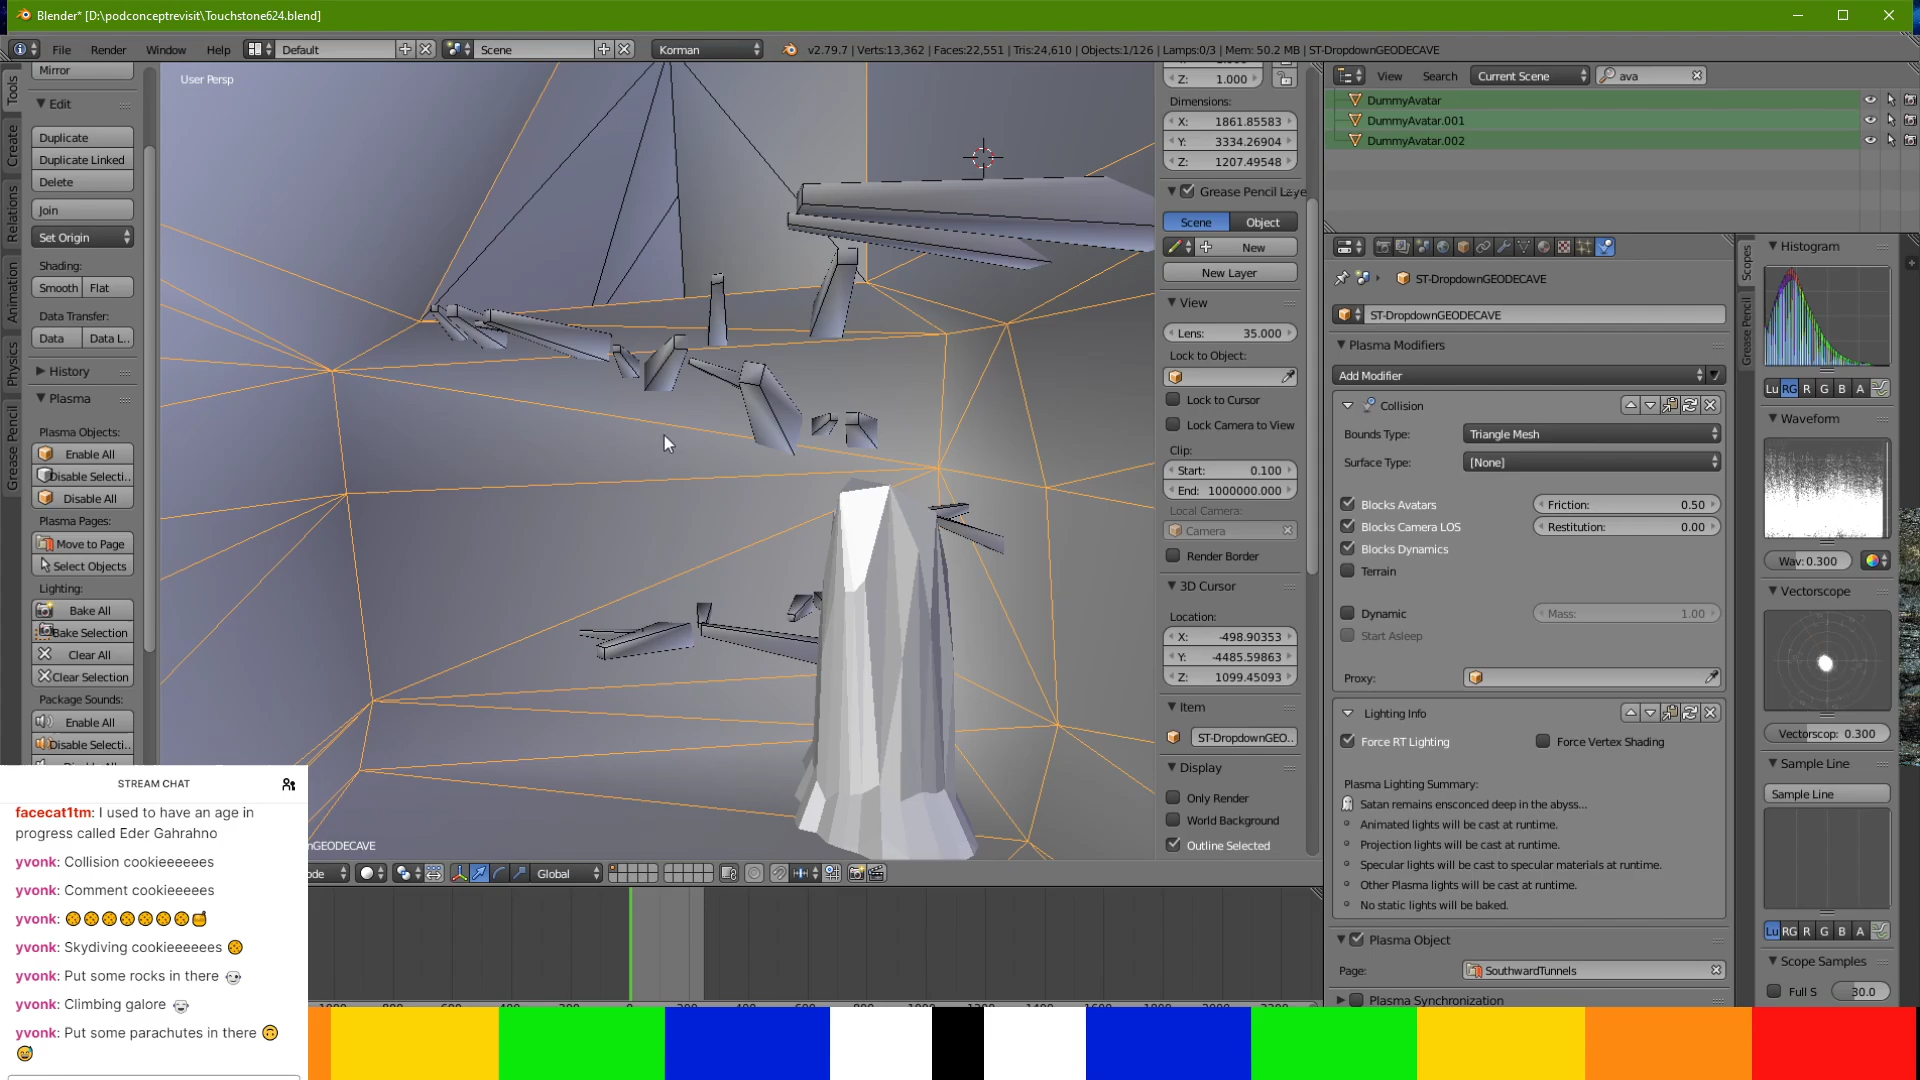 Blender* [D:\podconceptrevisit\Touchstone624.blend]
File Render Window Help Default Scene Korman v2.79.7 | Verts:13,362 | Faces:22,551 | Tris:24,610 | Objects:1/126 | Lamps:0/3 | Mem: 50.2 MB | ST-DropdownGEODECAVE
Tools
Create
Relations
Animation
Physics
Grease Pencil
Mirror
Edit
Duplicate
Duplicate Linked
Delete
Join
Set Origin
Shading:
Smooth Flat
Data Transfer:
Data Data L..
History
Plasma
Plasma Objects:
Enable All
Disable Selecti..
Disable All
Plasma Pages:
Move to Page
Select Objects
Lighting:
Bake All
Bake Selection
Clear All
Clear Selection
Package Sounds:
Enable All
Disable Selecti..
User Persp
nGEODECAVE
ode Global
Z: 1.000
Dimensions:
X: 1861.85583
Y: 3334.26904
Z: 1207.49548
Grease Pencil Laye
Scene Object
New
New Layer
View
Lens: 35.000
Lock to Object:
Lock to Cursor
Lock Camera to View
Clip:
Start: 0.100
End: 1000000.000
Local Camera:
Camera
Render Border
3D Cursor
Location:
X: -498.90353
Y: -4485.59863
Z: 1099.45093
Item
ST-DropdownGEO..
Display
Only Render
World Background
Outline Selected
View Search Current Scene ava
DummyAvatar
DummyAvatar.001
DummyAvatar.002
ST-DropdownGEODECAVE
ST-DropdownGEODECAVE
Plasma Modifiers
Add Modifier
Collision
Bounds Type: Triangle Mesh
Surface Type: [None]
Blocks Avatars Friction: 0.50
Blocks Camera LOS Restitution: 0.00
Blocks Dynamics
Terrain
Dynamic Mass: 1.00
Start Asleep
Proxy:
Lighting Info
Force RT Lighting Force Vertex Shading
Plasma Lighting Summary:
Satan remains ensconced deep in the abyss...
Animated lights will be cast at runtime.
Projection lights will be cast at runtime.
Specular lights will be cast to specular materials at runtime.
Other Plasma lights will be cast at runtime.
No static lights will be baked.
Plasma Object
Page: SouthwardTunnels
Plasma Synchronization
Scopes
Grease Pencil
Histogram
Lu RG R G B A
Waveform
Wav: 0.300
Vectorscope
Vectorscop: 0.300
Sample Line
Sample Line
Lu RG R G B A
Scope Samples
Full S 30.0
STREAM CHAT
facecat1tm: I used to have an age in
progress called Eder Gahrahno
yvonk: Collision cookieeeeees
yvonk: Comment cookieeeees
yvonk: 🍪🍪🍪🍪🍪🍪🍪🍯
yvonk: Skydiving cookieeeeees 🍪
yvonk: Put some rocks in there
yvonk: Climbing galore
yvonk: Put some parachutes in there 🙃
😅